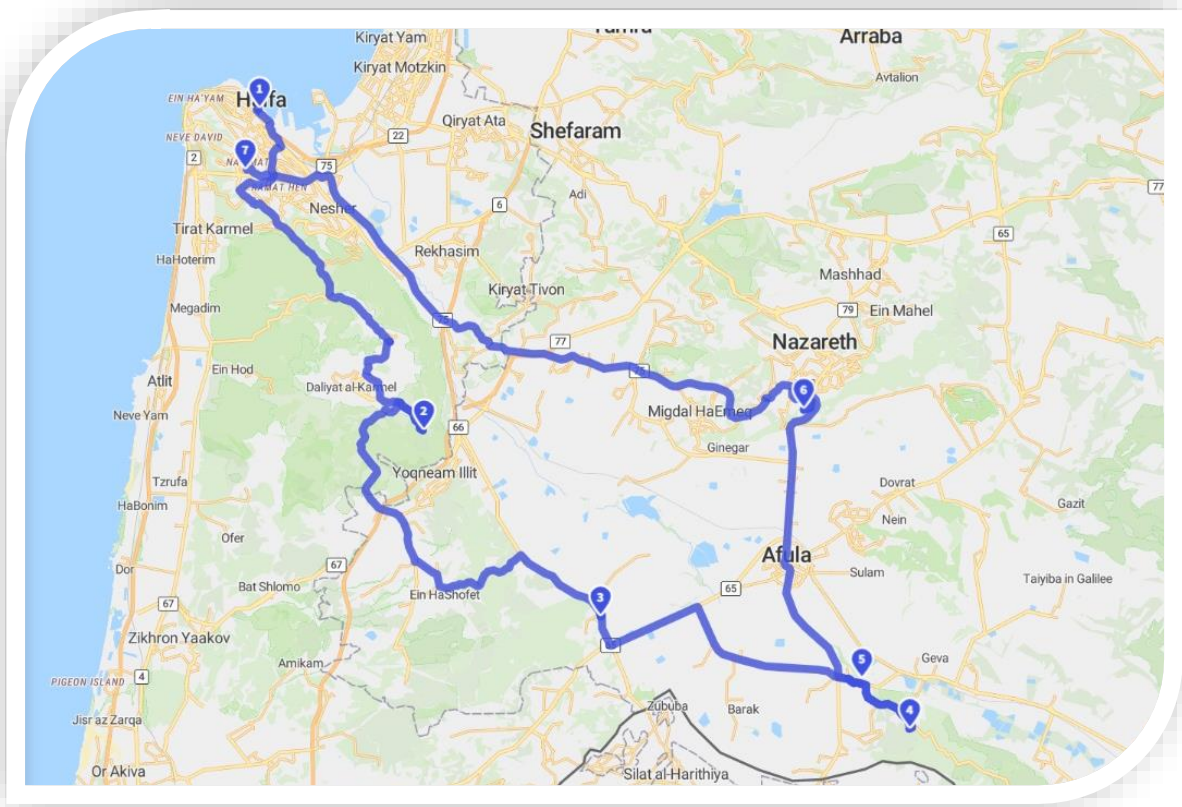 Kiryat Yam
Arraba
Kiryat Motzkin
Avtalion
EIN HA'YAM
1
Haifa
Qiryat Ata
Shefaram
NEVE DAVID
22
2
7
75
77
Adi
6
Nesher
65
Tirat Karmel
Rekhasim
HaHoterim
Mashhad
Kiryat Tivon
Megadim
79
Ein Mahel
75
77
Nazareth
Ein Hod
75
Atlit
Daliyat al-Karmel
6
Neve Yam
2
Migdal HaEmeq
66
Ginegar
Yoqneam Illit
Tzrufa
Dovrat
HaBonim
Gazit
Nein
Ofer
Afula
Dor
67
Sulam
Taiyiba in Galilee
Bat Shlomo
65
Ein HaShofet
3
67
Zikhron Yaakov
Amikam
5
Geva
4
PIGEON ISLAND
Zububa
Barak
4
Jisr az Zarqa
Or Akiva
Silat al-Harithiya